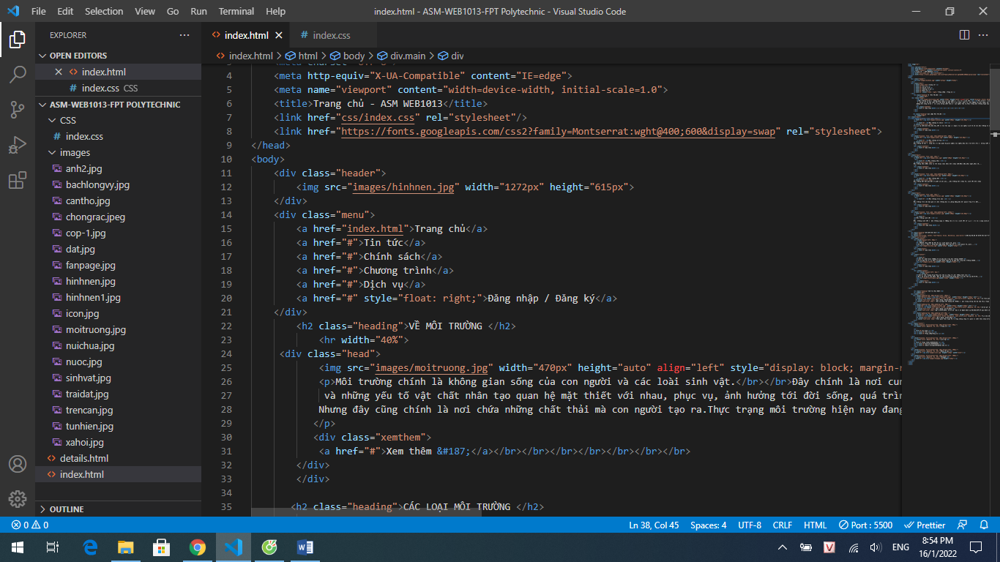 File Edit Selection View Go Run Terminal Help index.html - ASM-WEB1013-FPT Polytechnic - Visual Studio Code
EXPLORER
OPEN EDITORS
index.html
index.css CSS
ASM-WEB1013-FPT POLYTECHNIC
CSS
index.css
images
anh2.jpg
bachlongvy.jpg
cantho.jpg
chongrac.jpeg
cop-1.jpg
dat.jpg
fanpage.jpg
hinhnen.jpg
hinhnen1.jpg
icon.jpg
moitruong.jpg
nuichua.jpg
nuoc.jpg
sinhvat.jpg
traidat.jpg
trencan.jpg
tunhien.jpg
xahoi.jpg
details.html
index.html
OUTLINE
index.html index.css
index.html > html > body > div.main > div
4 <meta http-equiv="X-UA-Compatible" content="IE=edge">
5 <meta name="viewport" content="width=device-width, initial-scale=1.0">
6 <title>Trang chủ - ASM WEB1013</title>
7 <link href="css/index.css" rel="stylesheet"/>
8 <link href="https://fonts.googleapis.com/css2?family=Montserrat:wght@400;600&display=swap" rel="stylesheet">
9 </head>
10 <body>
11 <div class="header">
12 <img src="images/hinhnen.jpg" width="1272px" height="615px">
13 </div>
14 <div class="menu">
15 <a href="index.html">Trang chủ</a>
16 <a href="#">Tin tức</a>
17 <a href="#">Chính sách</a>
18 <a href="#">Chương trình</a>
19 <a href="#">Dịch vụ</a>
20 <a href="#" style="float: right;">Đăng nhập / Đăng ký</a>
21 </div>
22 <h2 class="heading">VỀ MÔI TRƯỜNG </h2>
23 <hr width="40%">
24 <div class="head">
25 <img src="images/moitruong.jpg" width="470px" height="auto" align="left" style="display: block; margin-r
26 <p>Môi trường chính là không gian sống của con người và các loài sinh vật.</br></br>Đây chính là nơi cun
27 và những yếu tố vật chất nhân tạo quan hệ mặt thiết với nhau, phục vụ, ảnh hưởng tới đời sống, quá trìn
28 Nhưng đây cũng chính là nơi chứa những chất thải mà con người tạo ra.Thực trạng môi trường hiện nay đang
29 </p>
30 <div class="xemthem">
31 <a href="#">Xem thêm &#187;</a></br></br></br></br></br></br></br>
32 </div>
33 </div>
34
35 <h2 class="heading">CÁC LOẠI MÔI TRƯỜNG </h2>
0 0 Ln 38, Col 45 Spaces: 4 UTF-8 CRLF HTML Port : 5500 Prettier
ENG
8:54 PM
16/1/2022